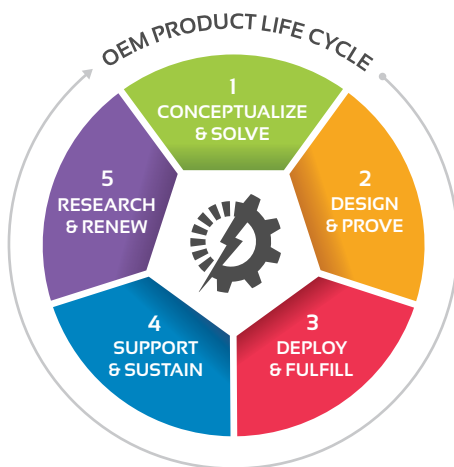 OEM PRODUCT LIFE CYCLE
1
CONCEPTUALIZE
& SOLVE
2
DESIGN
& PROVE
3
DEPLOY
& FULFILL
4
SUPPORT
& SUSTAIN
5
RESEARCH
& RENEW